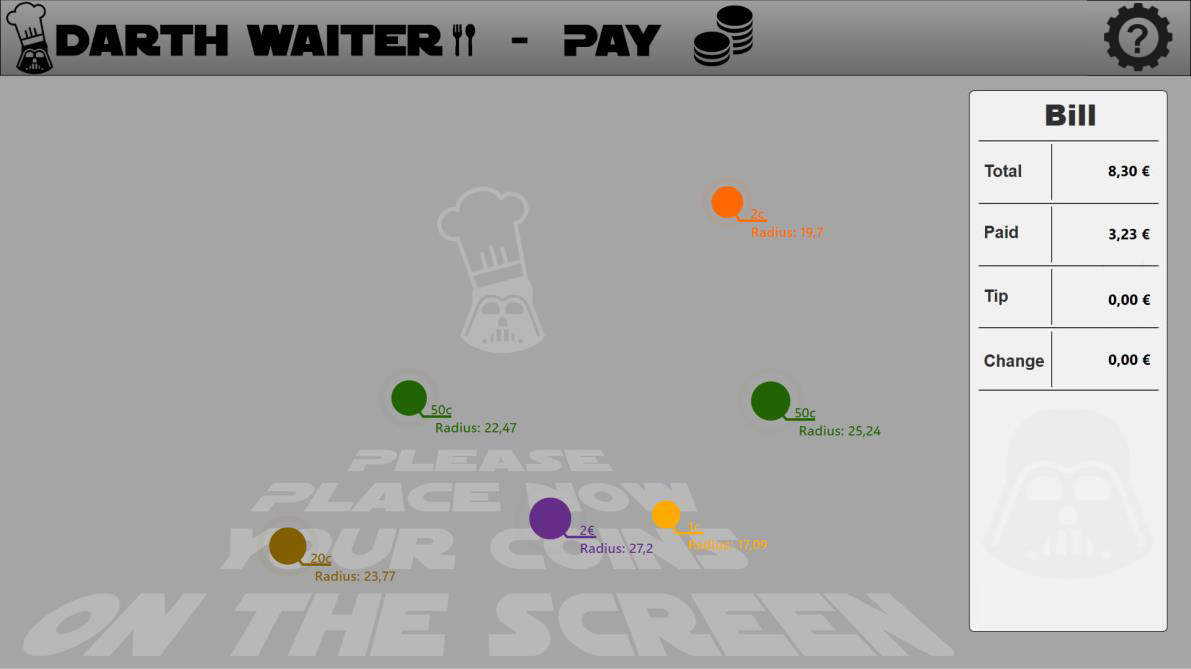 DARTH WAITER - PAY
?
Bill
Total 8,30 €
Paid 3,23 €
Tip 0,00 €
Change 0,00 €
2c
Radius: 19,7
50c
Radius: 22,47
50c
Radius: 25,24
PLEASE
PLACE NOW
YOUR COINS
ON THE SCREEN
2€
Radius: 27,2
1c
Radius: 17,09
20c
Radius: 23,77